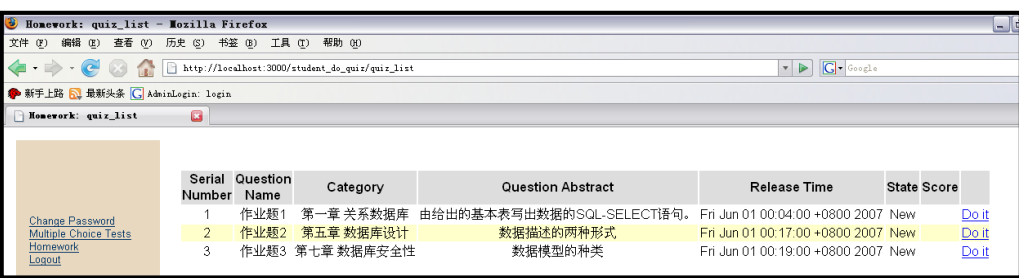 Homework: quiz_list - Mozilla Firefox
文件 (F) 编辑 (E) 查看 (V) 历史 (S) 书签 (B) 工具 (T) 帮助 (H)
http://localhost:3000/student_do_quiz/quiz_list
Google
新手上路 最新头条 AdminLogin: login
Homework: quiz_list
Serial Number Question Name Category Question Abstract Release Time State Score
1 作业题1 第一章 关系数据库 由给出的基本表写出数据的SQL-SELECT语句。 Fri Jun 01 00:04:00 +0800 2007 New Do it
2 作业题2 第五章 数据库设计 数据描述的两种形式 Fri Jun 01 00:17:00 +0800 2007 New Do it
3 作业题3 第七章 数据库安全性 数据模型的种类 Fri Jun 01 00:19:00 +0800 2007 New Do it
Change Password
Multiple Choice Tests
Homework
Logout